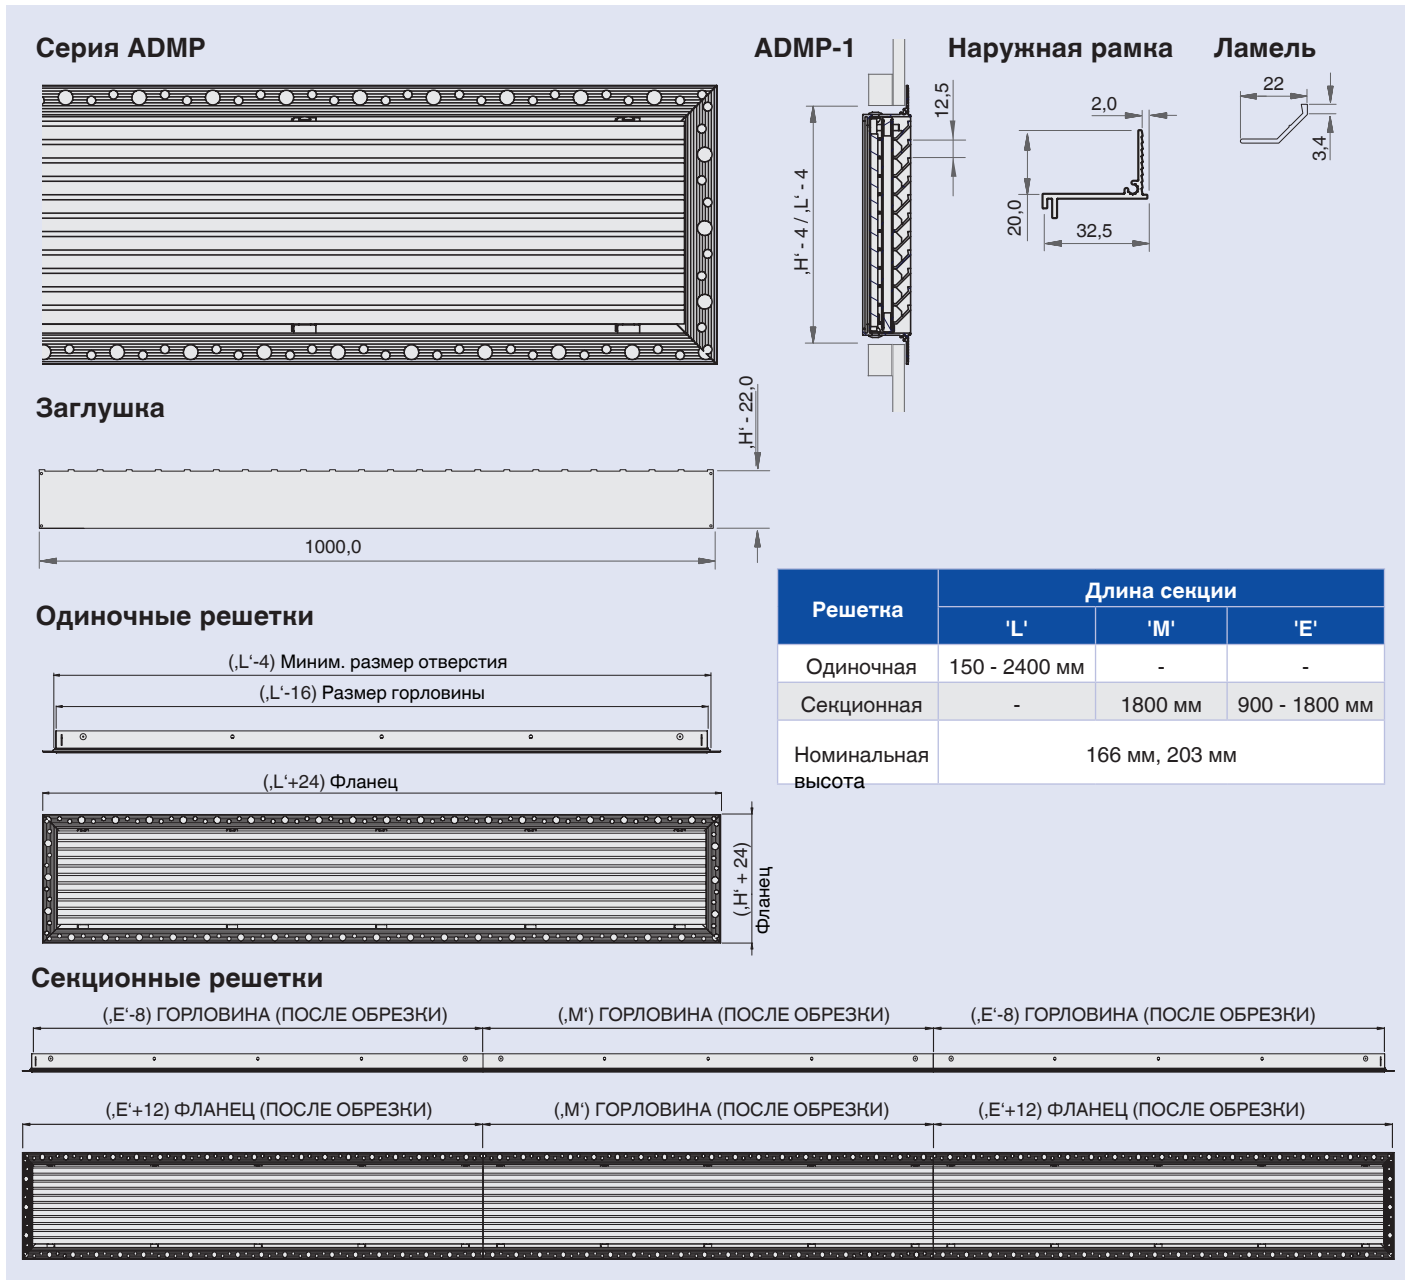 Серия ADMP
ADMP-1
Наружная рамка
Ламель
12,5
‚H‘ - 4 / ‚L‘ - 4
2,0
20,0
32,5
22
3,4
Заглушка
‚H‘ - 22,0
1000,0
Одиночные решетки
(‚L‘-4) Миним. размер отверстия
(‚L‘-16) Размер горловины
(‚L‘+24) Фланец
(‚H‘ + 24)
Фланец
Решетка
Длина секции
'L' 'M' 'E'
Одиночная 150 - 2400 мм - -
Секционная - 1800 мм 900 - 1800 мм
Номинальная
высота
166 мм, 203 мм
Секционные решетки
(‚E‘-8) ГОРЛОВИНА (ПОСЛЕ ОБРЕЗКИ)
(‚M‘) ГОРЛОВИНА (ПОСЛЕ ОБРЕЗКИ)
(‚E‘-8) ГОРЛОВИНА (ПОСЛЕ ОБРЕЗКИ)
(‚E‘+12) ФЛАНЕЦ (ПОСЛЕ ОБРЕЗКИ)
(‚M‘) ГОРЛОВИНА (ПОСЛЕ ОБРЕЗКИ)
(‚E‘+12) ФЛАНЕЦ (ПОСЛЕ ОБРЕЗКИ)